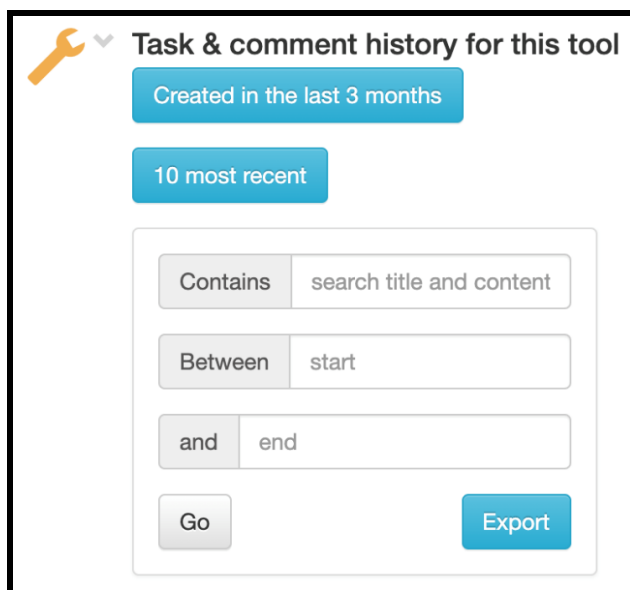 Task & comment history for this tool
Created in the last 3 months
10 most recent
Contains search title and content
Between start
and end
Go Export